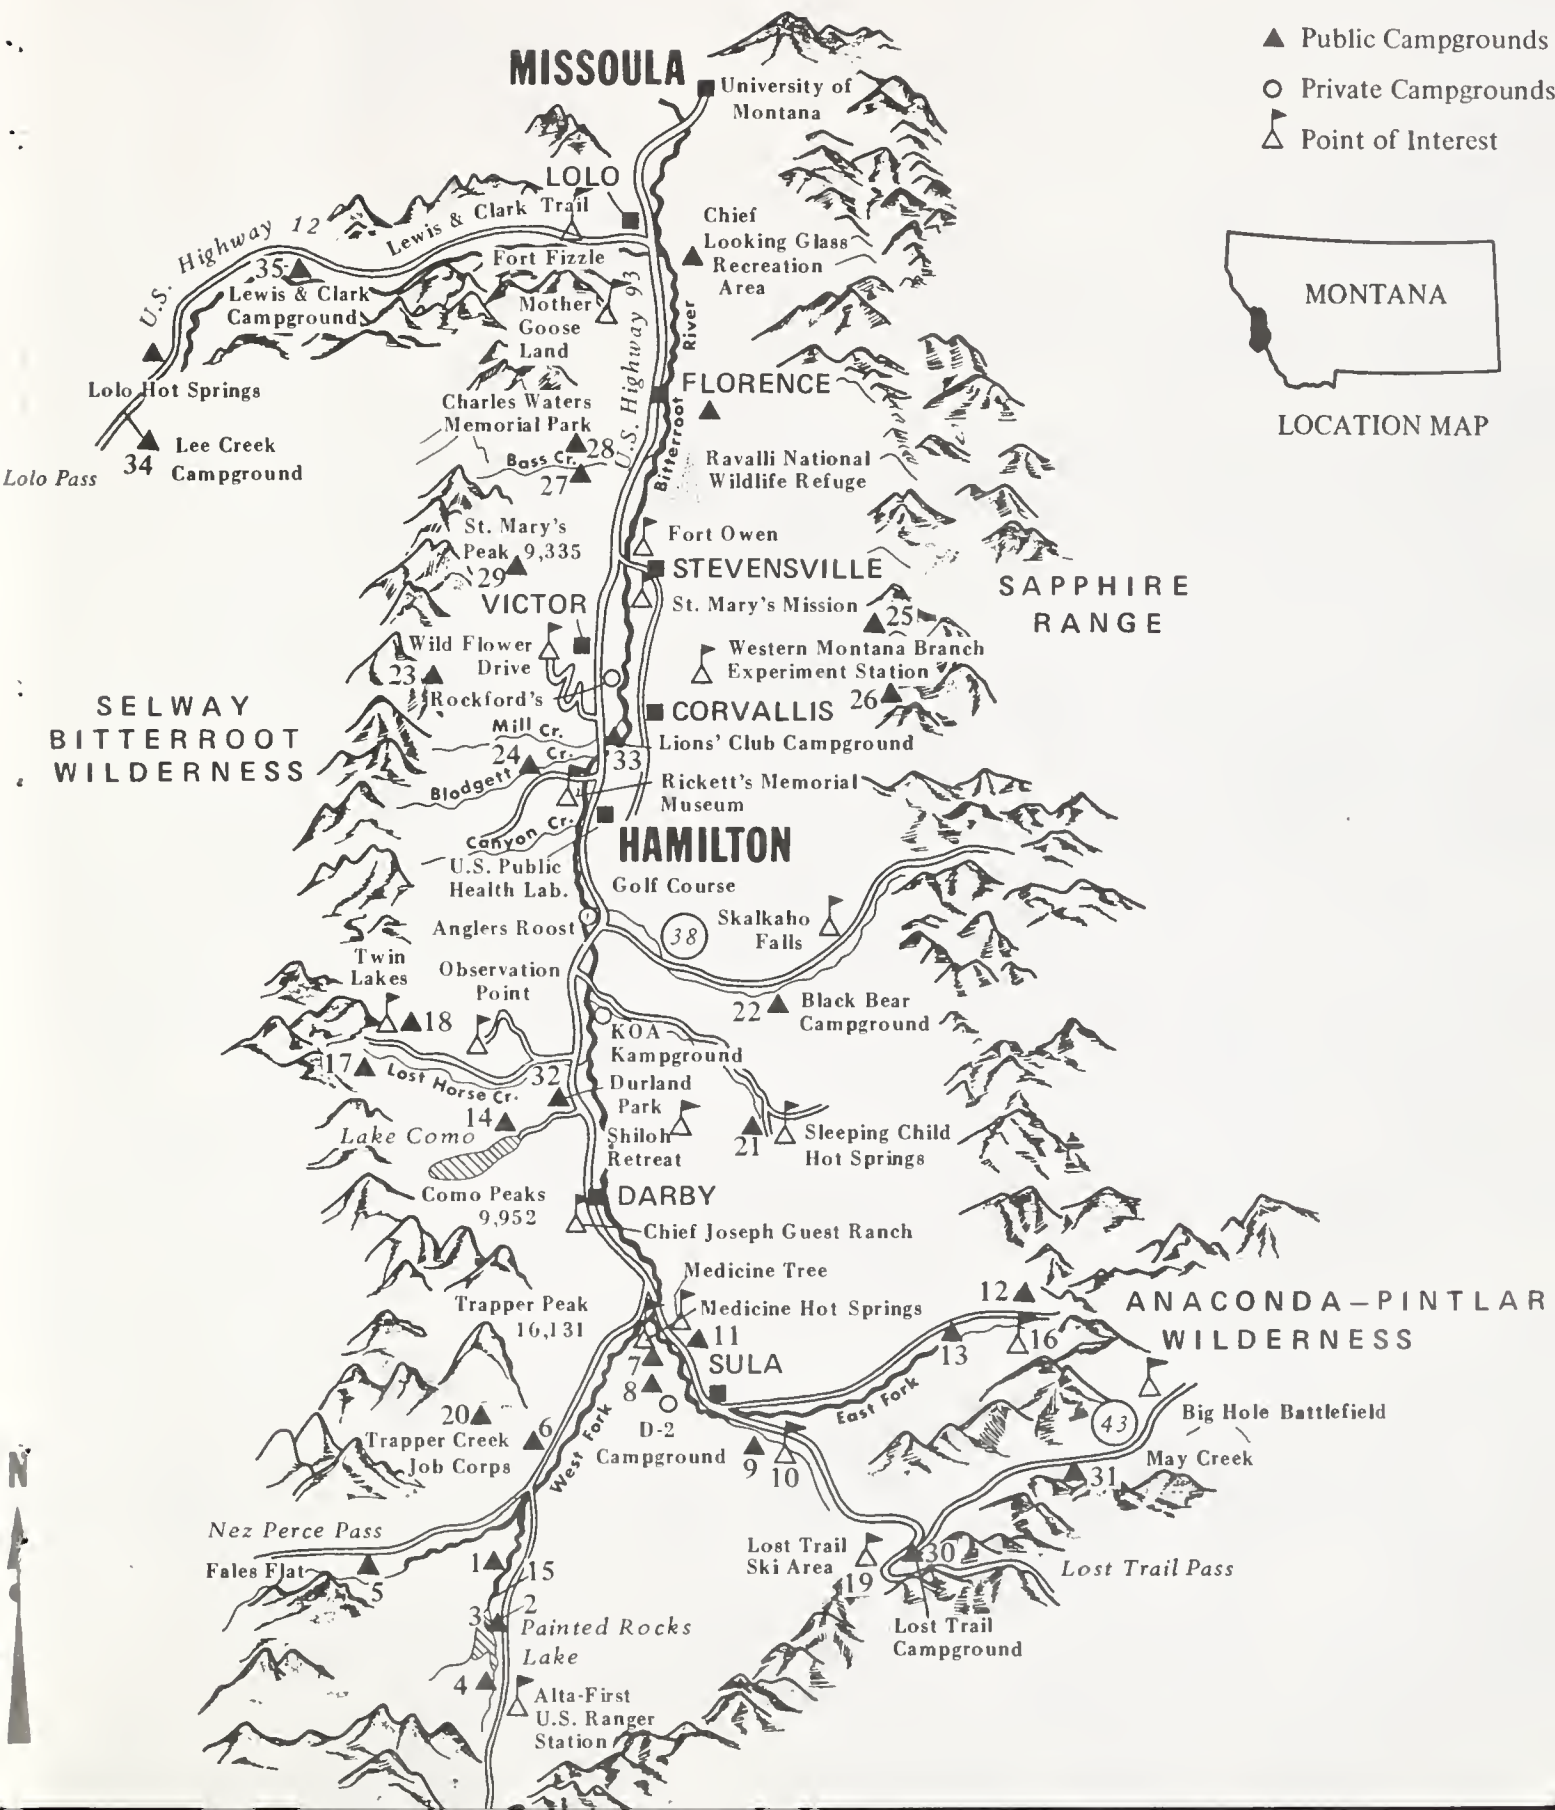 MISSOULA
University of
Montana
Public Campgrounds
Private Campgrounds
Point of Interest
LOLO
Lewis & Clark Trail
U.S. Highway 12
Fort Fizzle
35
Lewis & Clark
Campground
Mother
Goose
Land
Chief
Looking Glass
Recreation
Area
U.S. Highway 93
Bitterroot River
MONTANA
LOCATION MAP
Lolo Hot Springs
34
Lee Creek
Campground
Lolo Pass
FLORENCE
Charles Waters
Memorial Park
28
Bass Cr.
27
Ravalli National
Wildlife Refuge
St. Mary's
Peak 9,335
29
Fort Owen
STEVENSVILLE
SAPPHIRE
RANGE
VICTOR
St. Mary's Mission
25
Wild Flower
Drive
23
Western Montana Branch
Experiment Station
26
Rockford's
SELWAY
BITTERROOT
WILDERNESS
CORVALLIS
Mill Cr.
Lions' Club Campground
33
24
Blodgett Cr.
Rickett's Memorial
Museum
Canyon Cr.
HAMILTON
U.S. Public
Health Lab.
Golf Course
Anglers Roost
38
Skalkaho
Falls
Twin
Lakes
Observation
Point
18
22
Black Bear
Campground
KOA
Kampground
17
Lost Horse Cr.
32
Durland
Park
14
Lake Como
Shiloh
Retreat
21
Sleeping Child
Hot Springs
Como Peaks
9,952
DARBY
Chief Joseph Guest Ranch
Medicine Tree
Medicine Hot Springs
Trapper Peak
16,131
12
ANACONDA-PINTLAR
WILDERNESS
11
13
16
7
SULA
8
East Fork
20
6
Trapper Creek
Job Corps
West Fork
D-2
Campground
9
10
43
Big Hole Battlefield
May Creek
31
N
Nez Perce Pass
Fales Flat
5
1
15
Lost Trail
Ski Area
19
30
Lost Trail Pass
3
2
Painted Rocks
Lake
Lost Trail
Campground
4
Alta-First
U.S. Ranger
Station